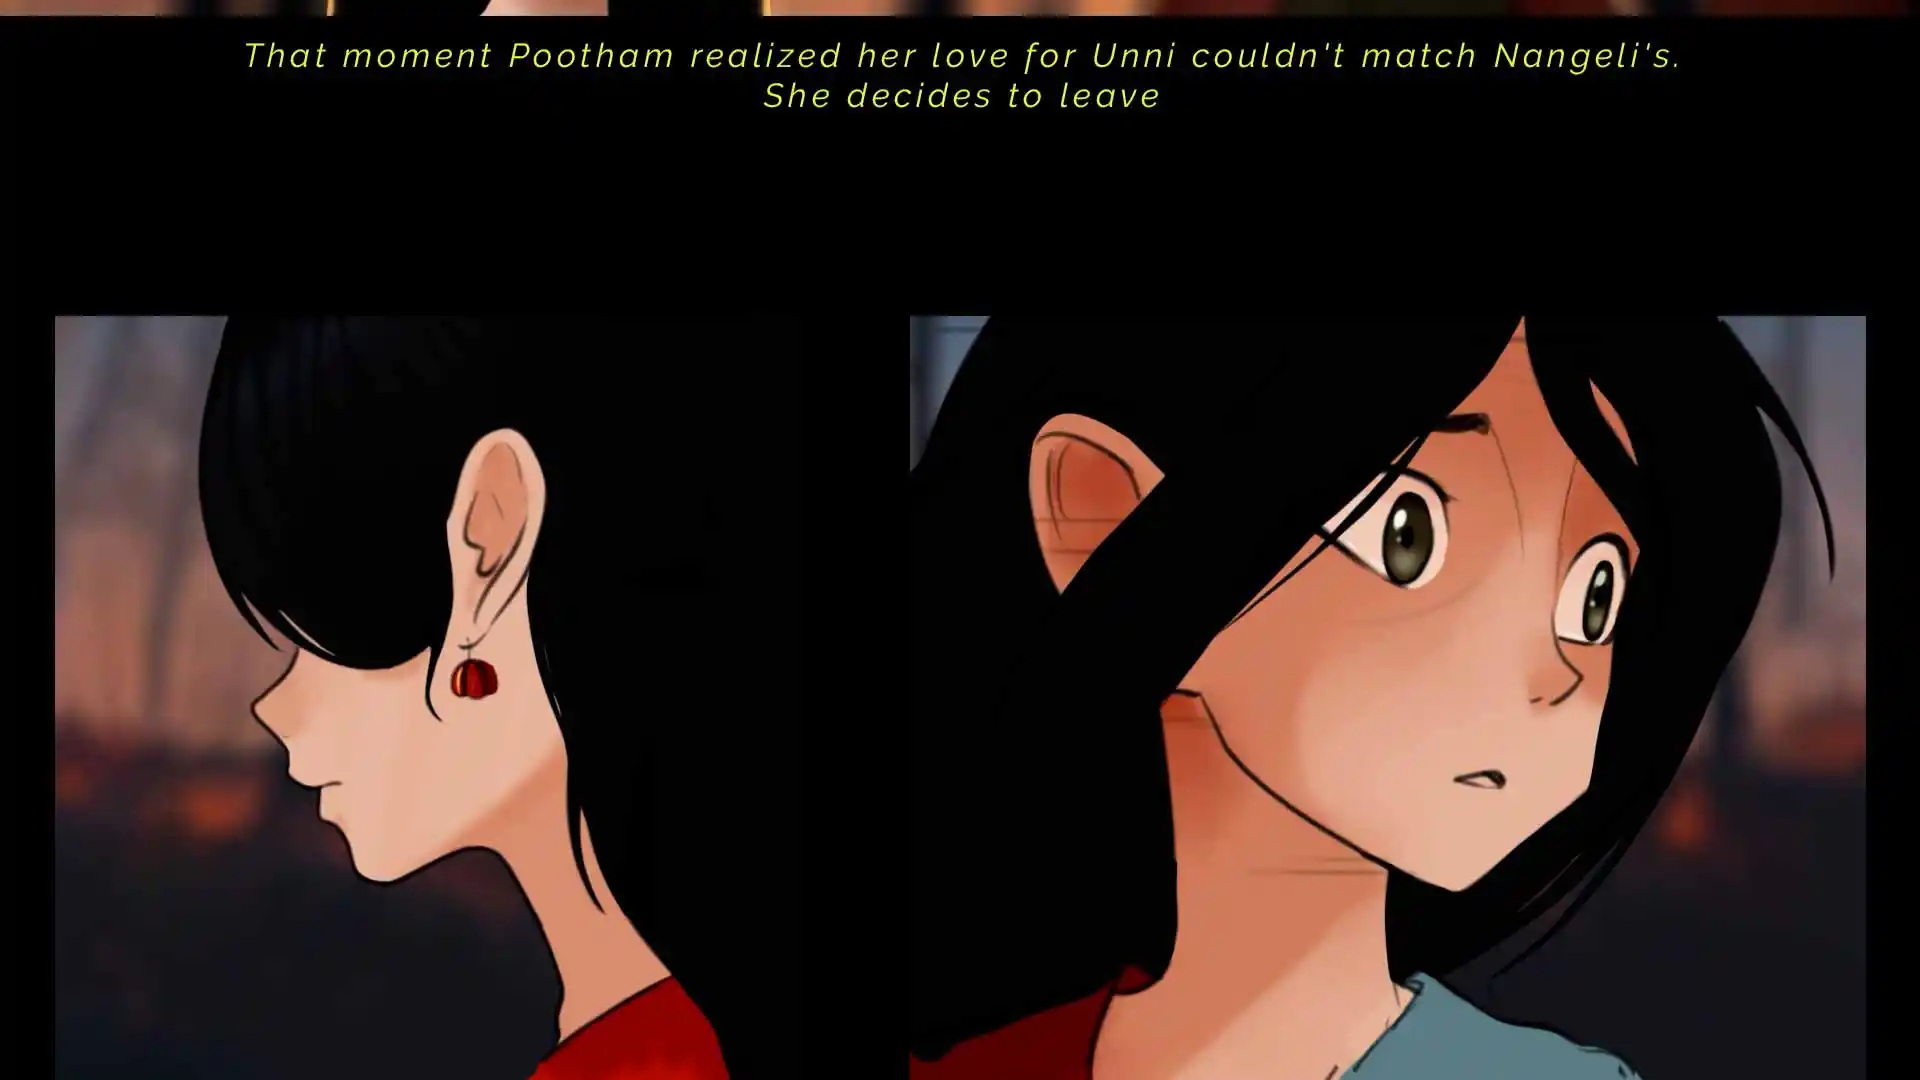 That moment Pootham realized her love for Unni couldn't match Nangeli's.
She decides to leave